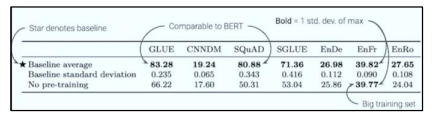 Star denotes baseline
Comparable to BERT
Bold = 1 std. dev. of max
GLUE CNNDM SQuAD SGLUE EnDe EnFr EnRo
★ Baseline average 83.28 19.24 80.88 71.36 26.98 39.82 27.65
Baseline standard deviation 0.235 0.065 0.343 0.416 0.112 0.090 0.108
No pre-training 66.22 17.60 50.31 53.04 25.86 39.77 24.04
Big training set